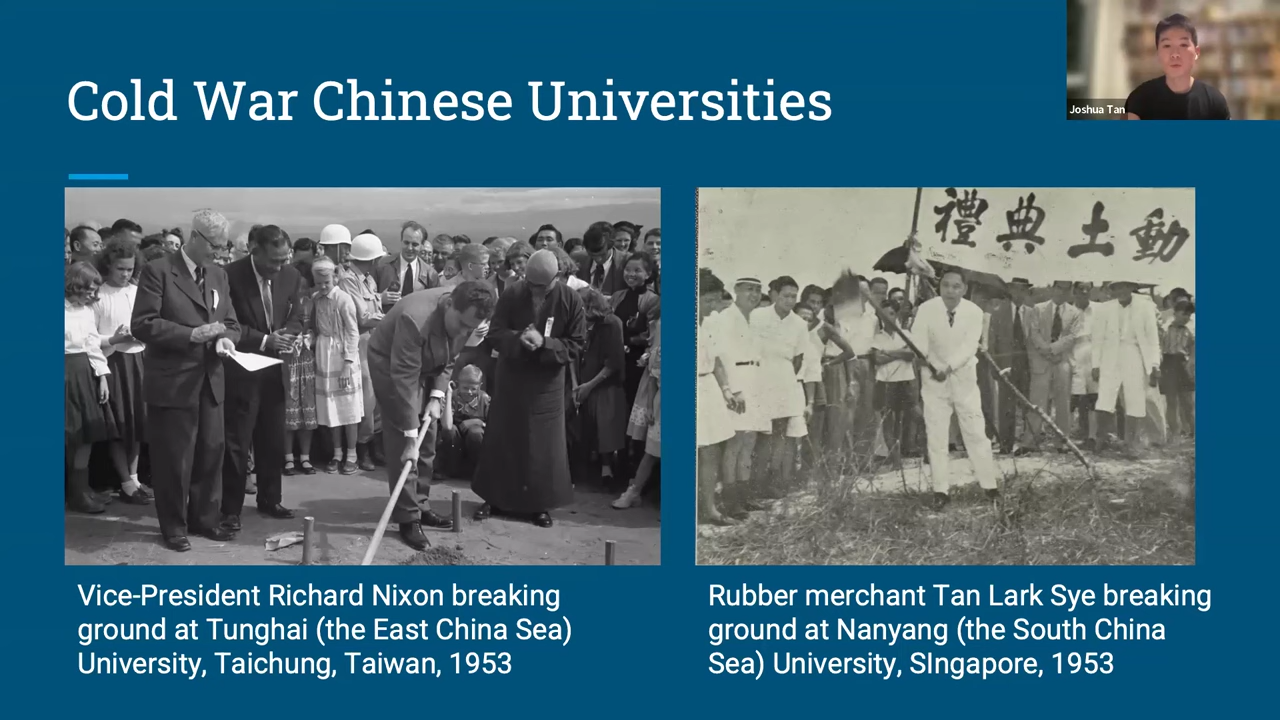 Cold War Chinese Universities
Joshua Tan
禮典土動
Vice-President Richard Nixon breaking
ground at Tunghai (the East China Sea)
University, Taichung, Taiwan, 1953
Rubber merchant Tan Lark Sye breaking
ground at Nanyang (the South China
Sea) University, SIngapore, 1953